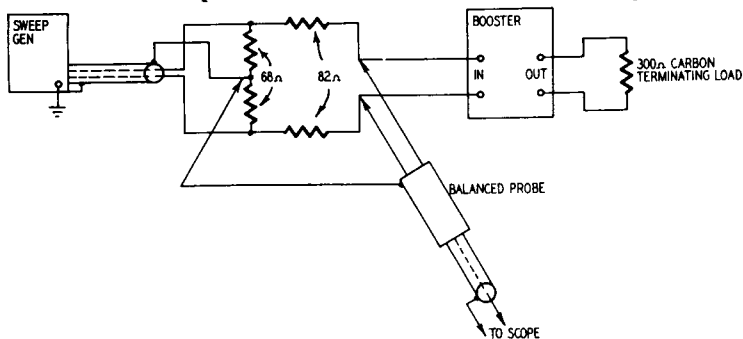 SWEEP
GEN
68Ω
82Ω
BOOSTER
IN
OUT
300Ω CARBON
TERMINATING LOAD
BALANCED PROBE
TO SCOPE